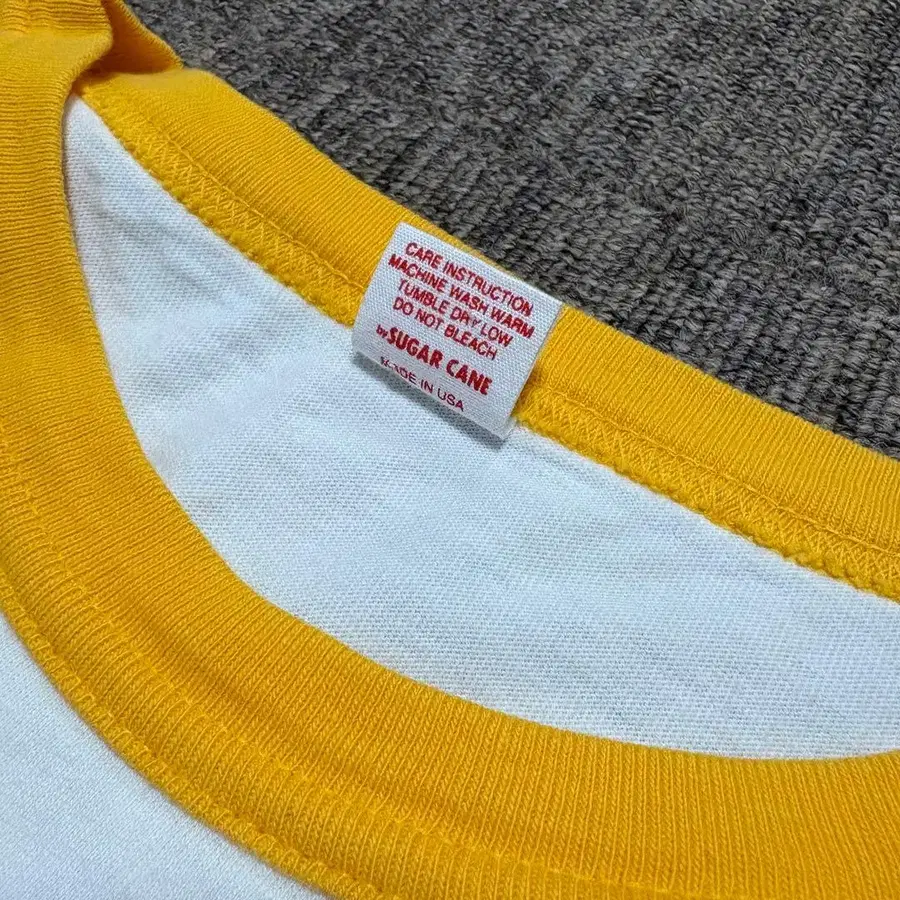 CARE INSTRUCTION
MACHINE WASH WARM
TUMBLE DRY LOW
DO NOT BLEACH
by SUGAR CANE
MADE IN USA